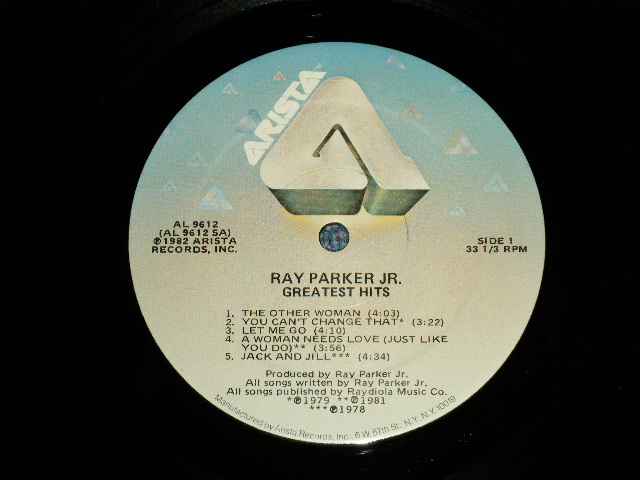 ARISTA
AL 9612
(AL 9612 SA)
℗1982 ARISTA
RECORDS, INC.
SIDE 1
33 1/3 RPM
RAY PARKER JR.
GREATEST HITS
1. THE OTHER WOMAN (4:03)
2. YOU CAN'T CHANGE THAT* (3:22)
3. LET ME GO (4:10)
4. A WOMAN NEEDS LOVE (JUST LIKE
YOU DO)** (3:56)
5. JACK AND JILL*** (4:34)
Produced by Ray Parker Jr.
All songs written by Ray Parker Jr.
All songs published by Raydiola Music Co.
*℗1979 **℗1981
***℗1978
Manufactured by Arista Records, Inc., 6 W. 57th St., N.Y., N.Y. 10019